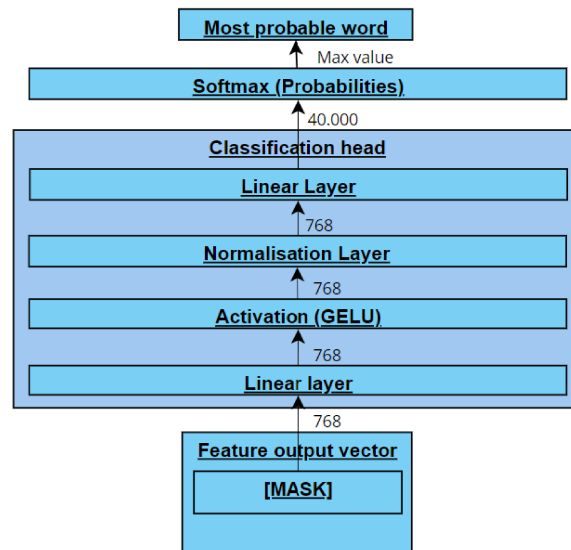 Most probable word
Max value
Softmax (Probabilities)
40.000
Classification head
Linear Layer
768
Normalisation Layer
768
Activation (GELU)
768
Linear layer
768
Feature output vector
[MASK]